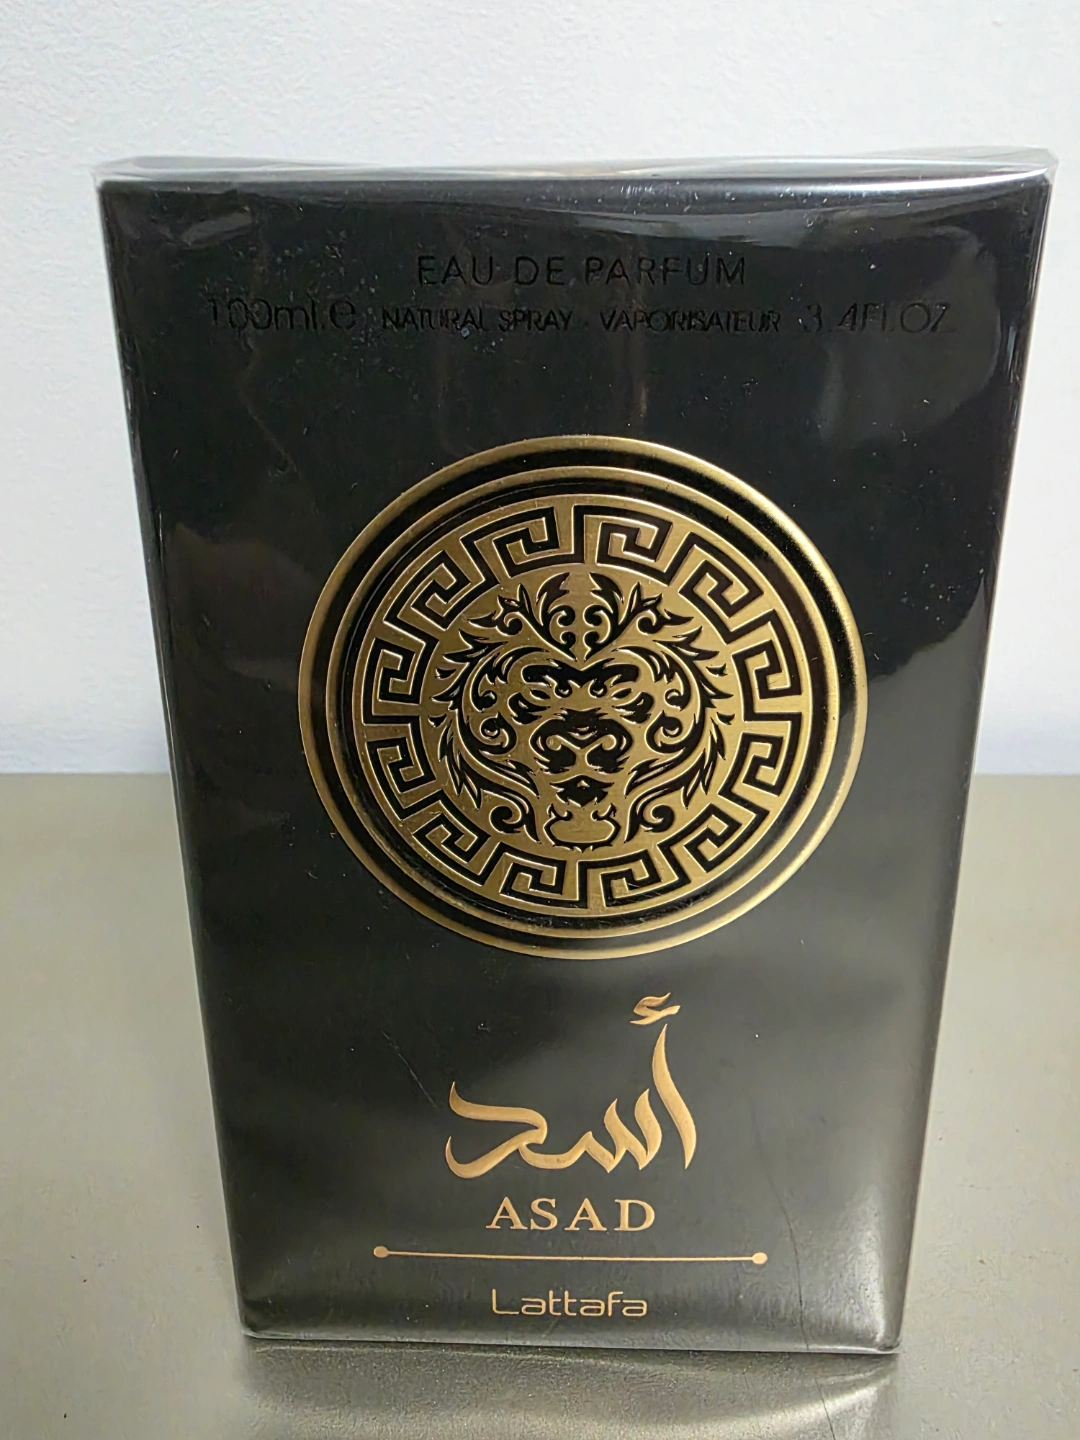 EAU DE PARFUM
100ml.e NATURAL SPRAY · VAPORISATEUR 3.4FL.OZ
أسد
ASAD
Lattafa